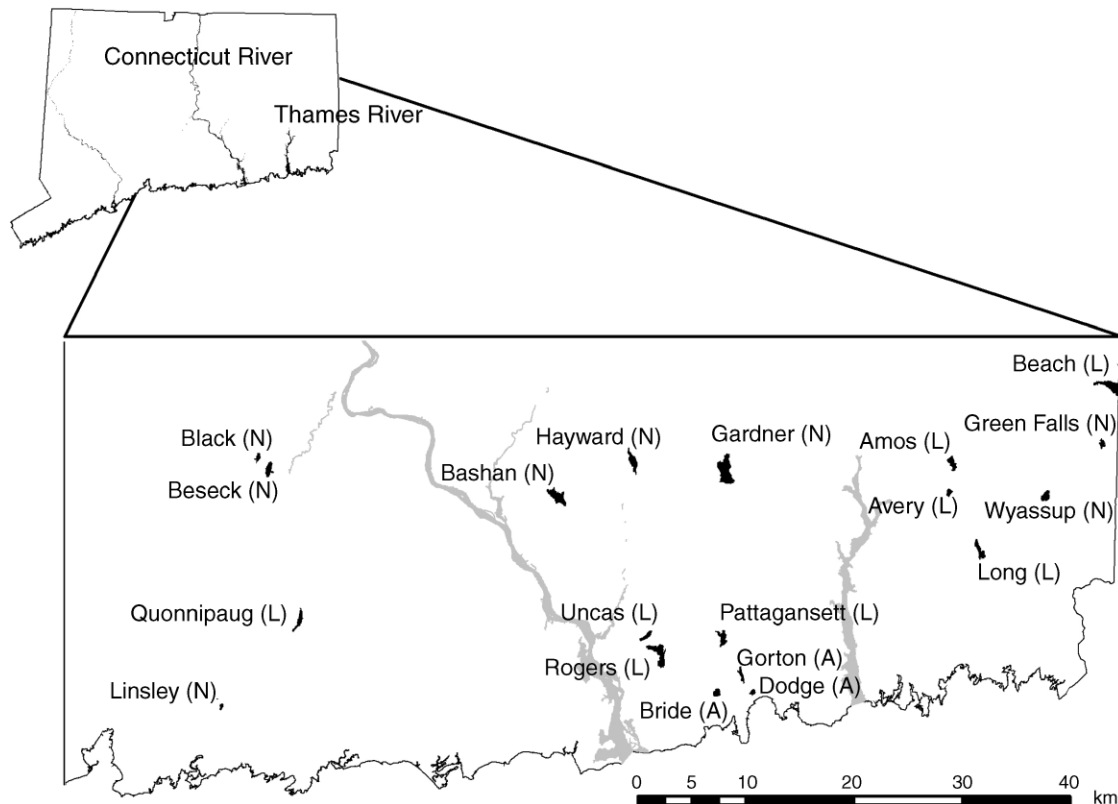 Connecticut River
Thames River
Beach (L)
Green Falls (N)
Black (N)
Hayward (N)
Gardner (N)
Amos (L)
Bashan (N)
Beseck (N)
Avery (L)
Wyassup (N)
Long (L)
Quonnipaug (L)
Uncas (L)
Pattagansett (L)
Rogers (L)
Gorton (A)
Dodge (A)
Linsley (N)
Bride (A)
0 5 10 20 30 40
km